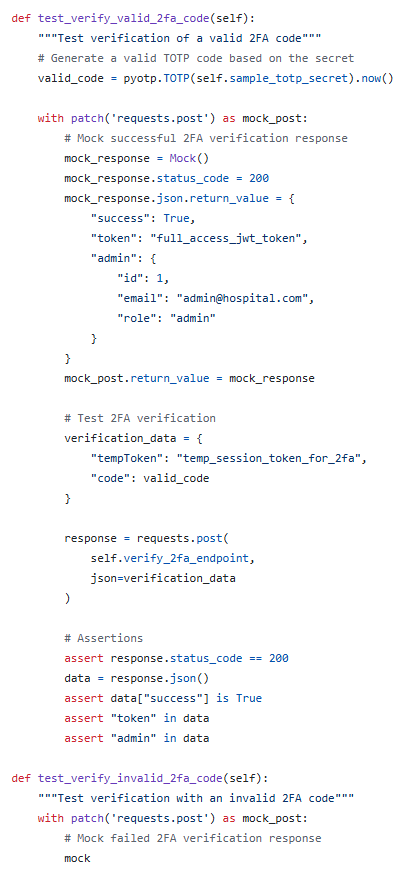 def test_verify_valid_2fa_code(self):
    """Test verification of a valid 2FA code"""
    # Generate a valid TOTP code based on the secret
    valid_code = pyotp.TOTP(self.sample_totp_secret).now()

    with patch('requests.post') as mock_post:
        # Mock successful 2FA verification response
        mock_response = Mock()
        mock_response.status_code = 200
        mock_response.json.return_value = {
            "success": True,
            "token": "full_access_jwt_token",
            "admin": {
                "id": 1,
                "email": "admin@hospital.com",
                "role": "admin"
            }
        }
        mock_post.return_value = mock_response

        # Test 2FA verification
        verification_data = {
            "tempToken": "temp_session_token_for_2fa",
            "code": valid_code
        }

        response = requests.post(
            self.verify_2fa_endpoint,
            json=verification_data
        )

        # Assertions
        assert response.status_code == 200
        data = response.json()
        assert data["success"] is True
        assert "token" in data
        assert "admin" in data

def test_verify_invalid_2fa_code(self):
    """Test verification with an invalid 2FA code"""
    with patch('requests.post') as mock_post:
        # Mock failed 2FA verification response
        mock